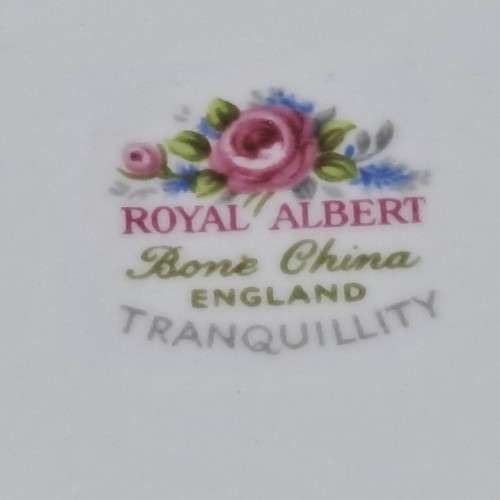 ROYAL ALBERT
Bone China
ENGLAND
TRANQUILLITY